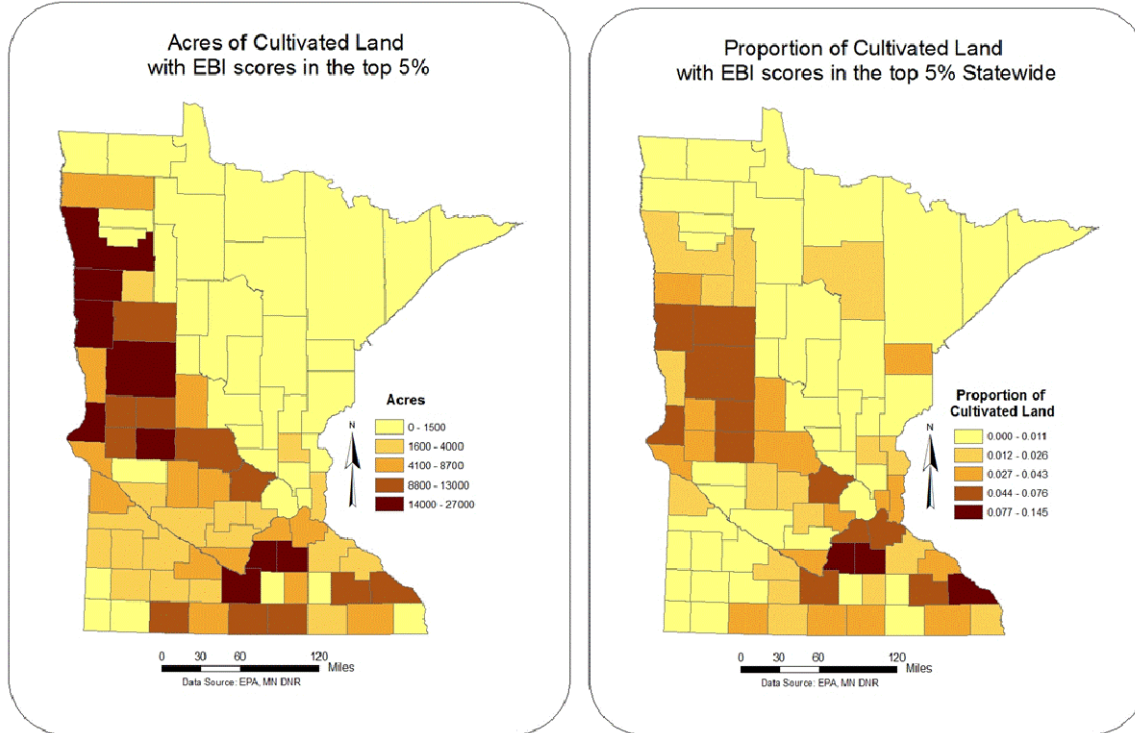 Acres of Cultivated Land
with EBI scores in the top 5%
N
Acres
0 - 1500
1600 - 4000
4100 - 8700
8800 - 13000
14000 - 27000
0 30 60 120
Miles
Data Source: EPA, MN DNR
Proportion of Cultivated Land
with EBI scores in the top 5% Statewide
N
Proportion of
Cultivated Land
0.000 - 0.011
0.012 - 0.026
0.027 - 0.043
0.044 - 0.076
0.077 - 0.145
0 30 60 120
Miles
Data Source: EPA, MN DNR